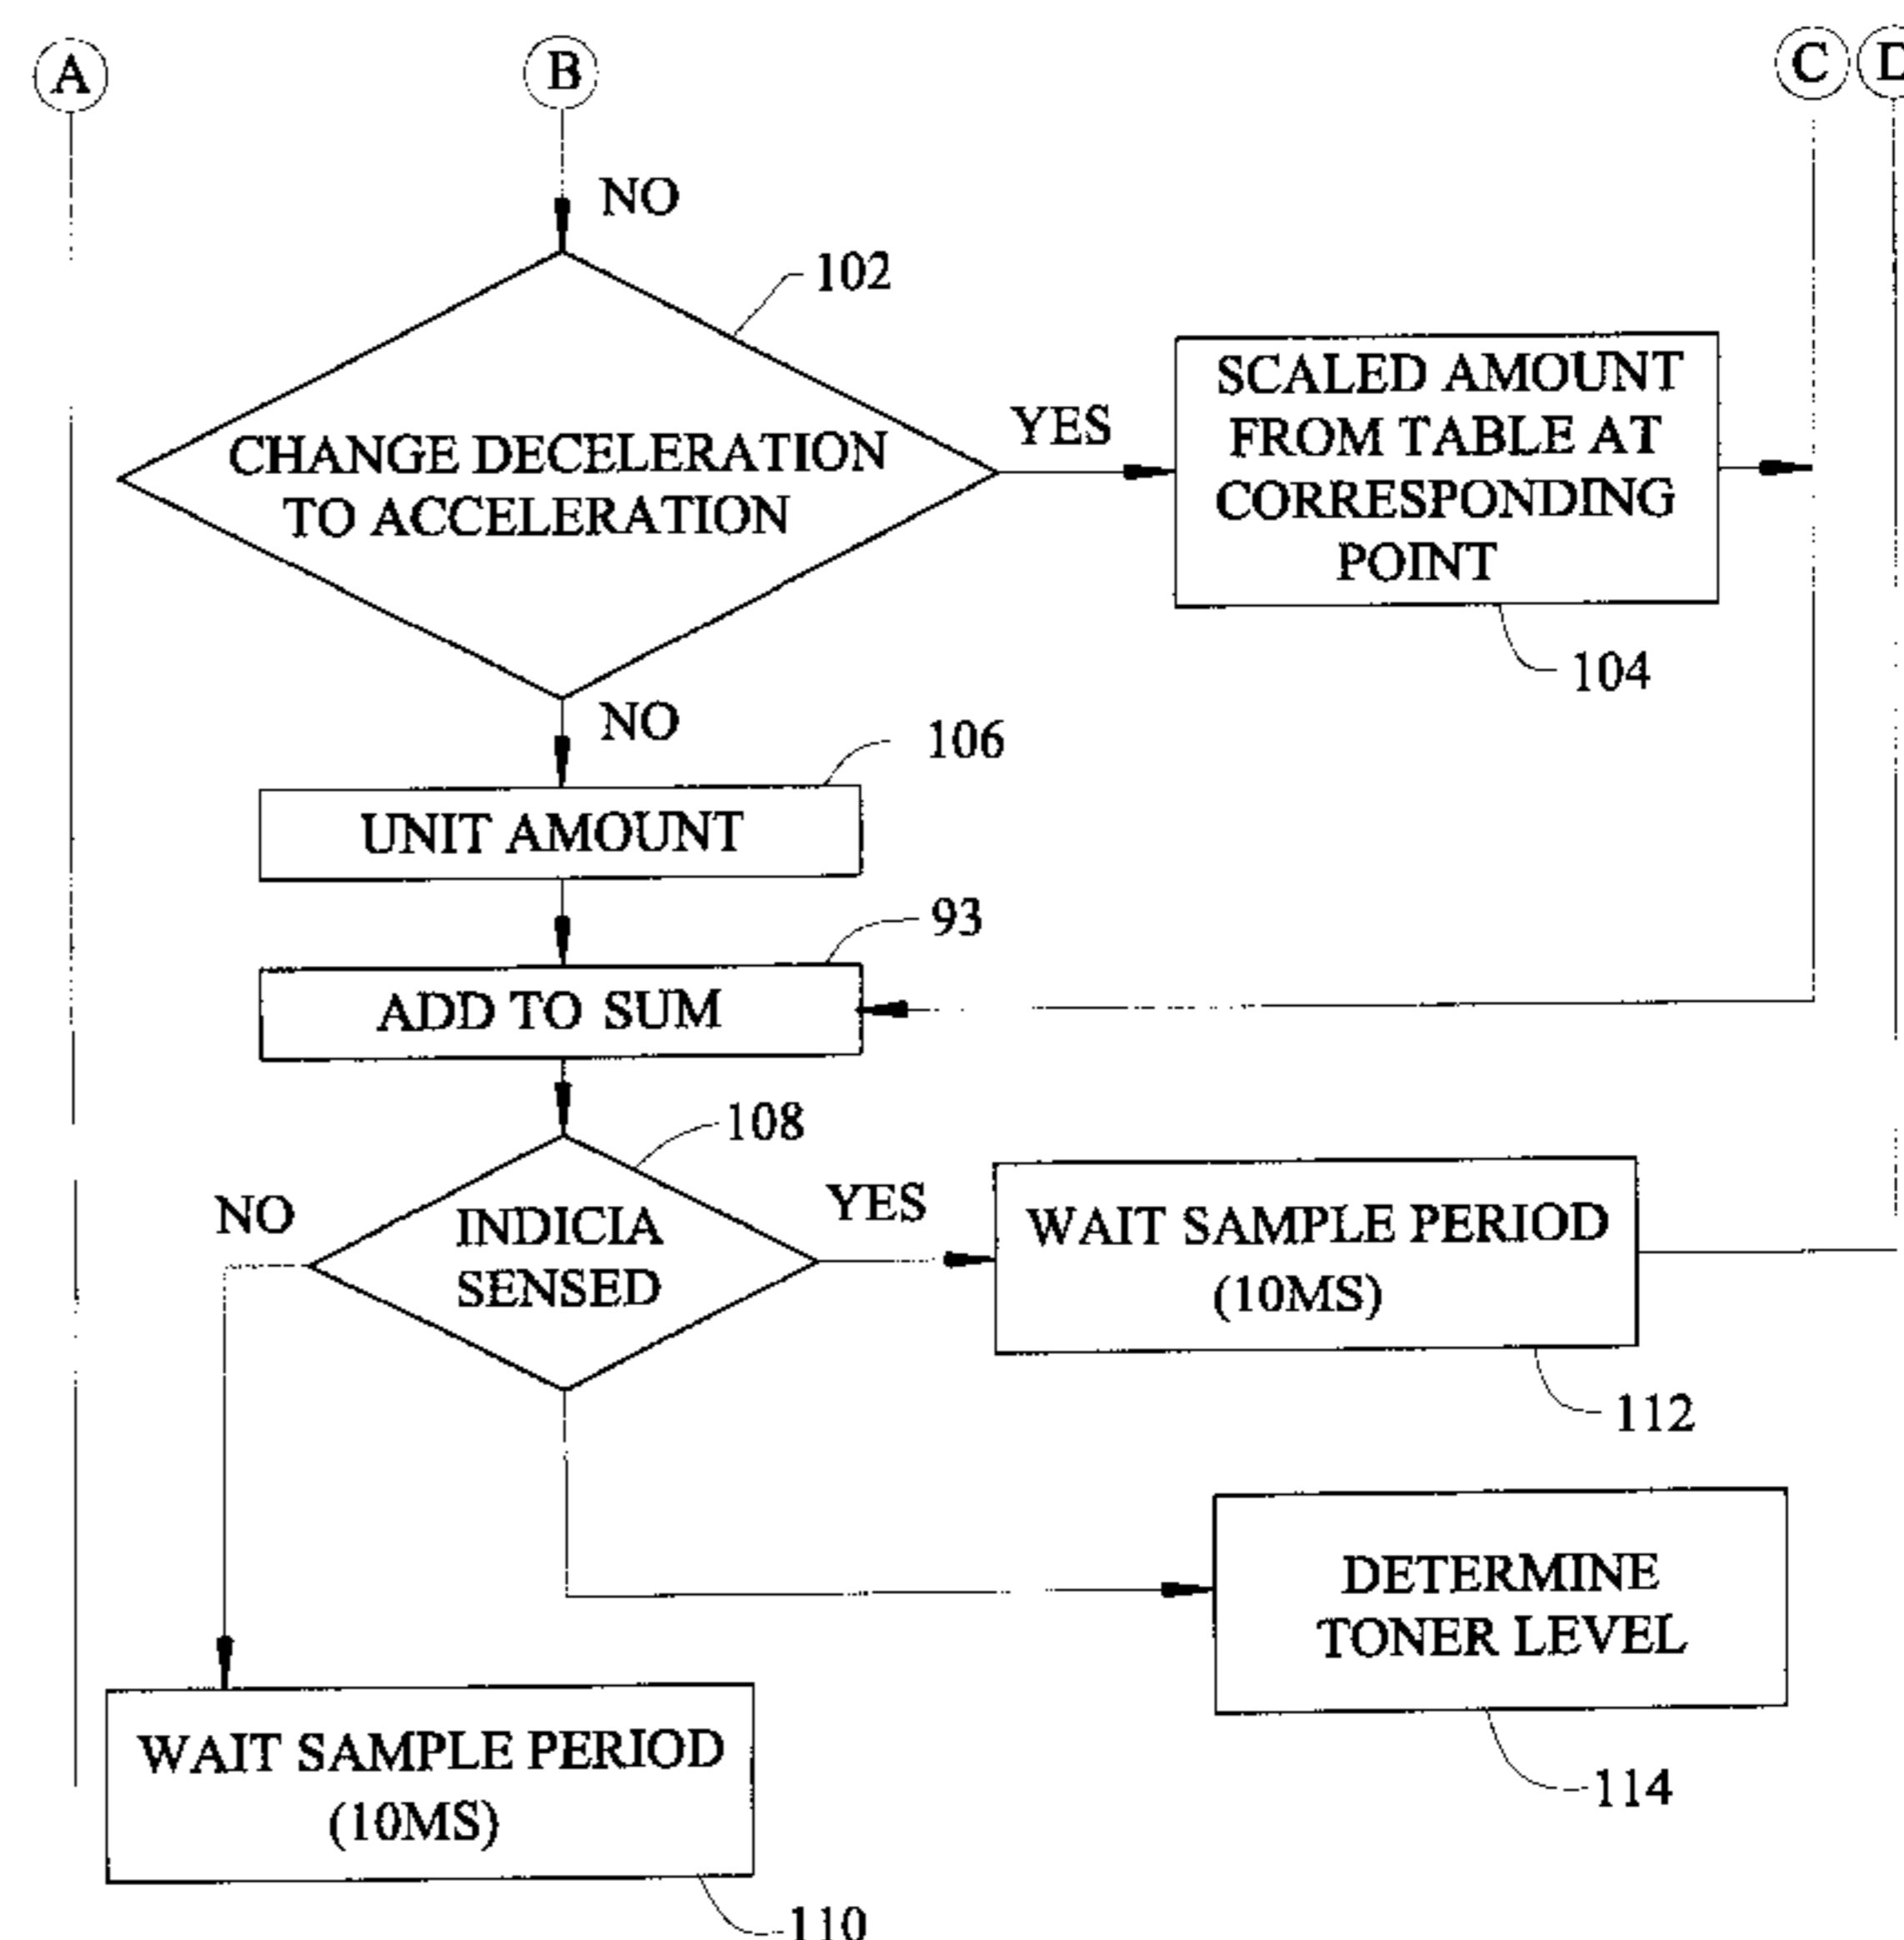 A
B
C
D
NO
102
CHANGE DECELERATION
TO ACCELERATION
YES
SCALED AMOUNT
FROM TABLE AT
CORRESPONDING
POINT
104
NO
106
UNIT AMOUNT
93
ADD TO SUM
108
NO
INDICIA
SENSED
YES
WAIT SAMPLE PERIOD
(10MS)
112
DETERMINE
TONER LEVEL
114
WAIT SAMPLE PERIOD
(10MS)
110